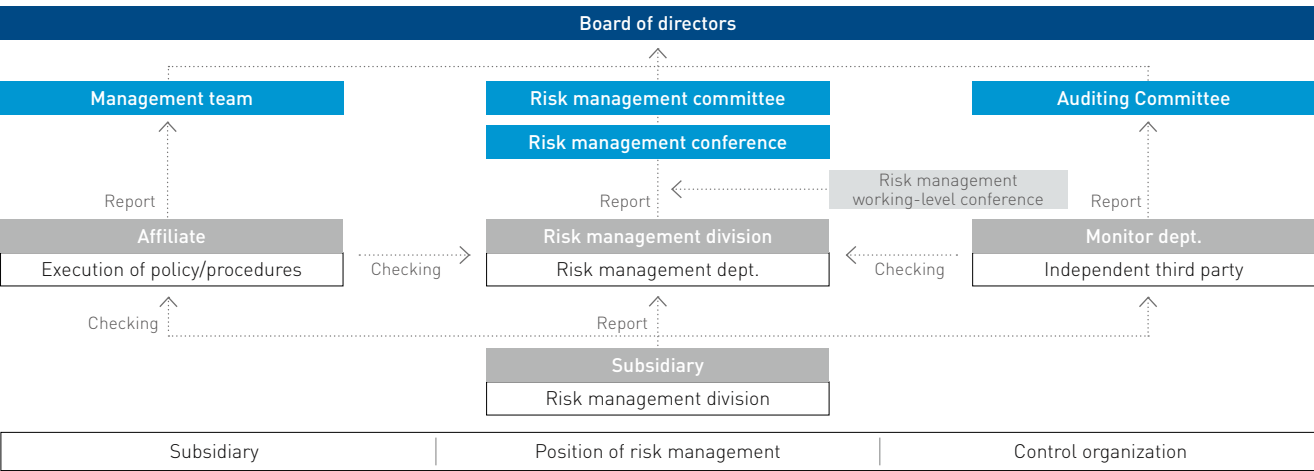 Board of directors
Management team
Risk management committee
Auditing Committee
Risk management conference
Risk management
working-level conference
Report
Report
Report
Affiliate
Risk management division
Monitor dept.
Execution of policy/procedures
Checking
Risk management dept.
Checking
Independent third party
Checking
Report
Subsidiary
Risk management division
Subsidiary
Position of risk management
Control organization